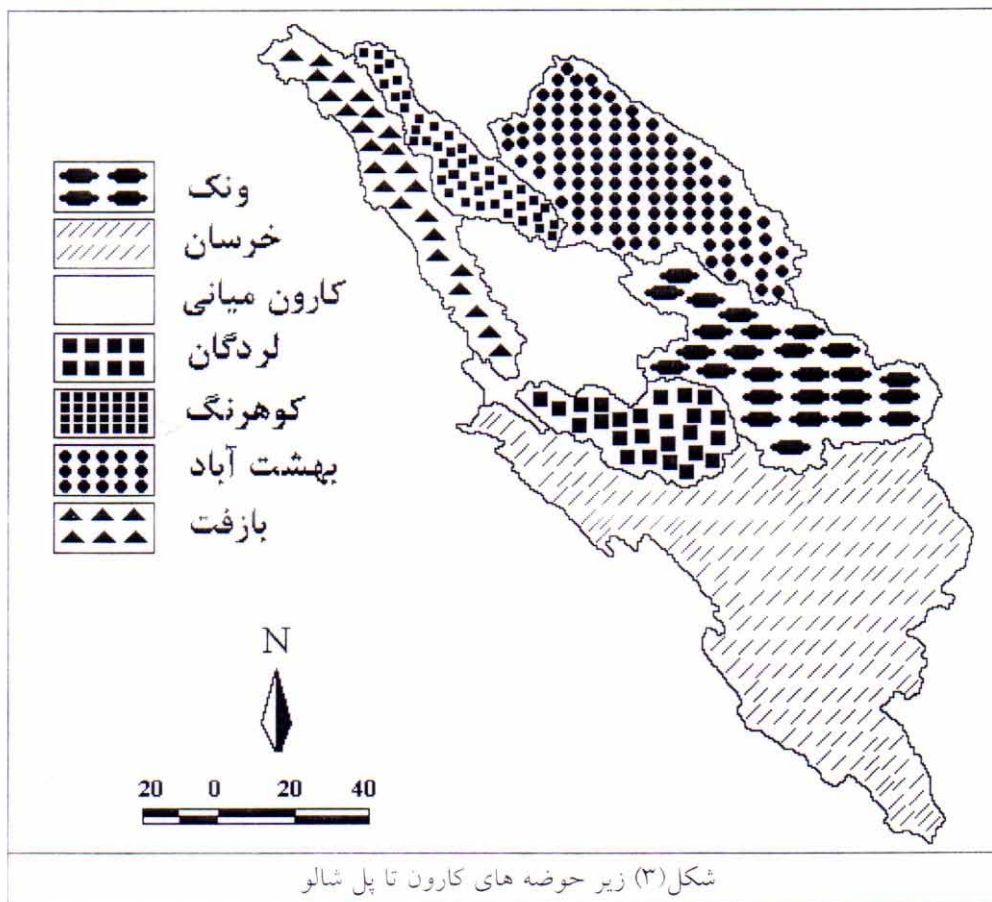 ونک
خرسان
کارون میانی
لردگان
کوهرنگ
بهشت آباد
بازفت
N
20 0 20 40
شکل(۳) زیر حوضه های کارون تا پل شالو